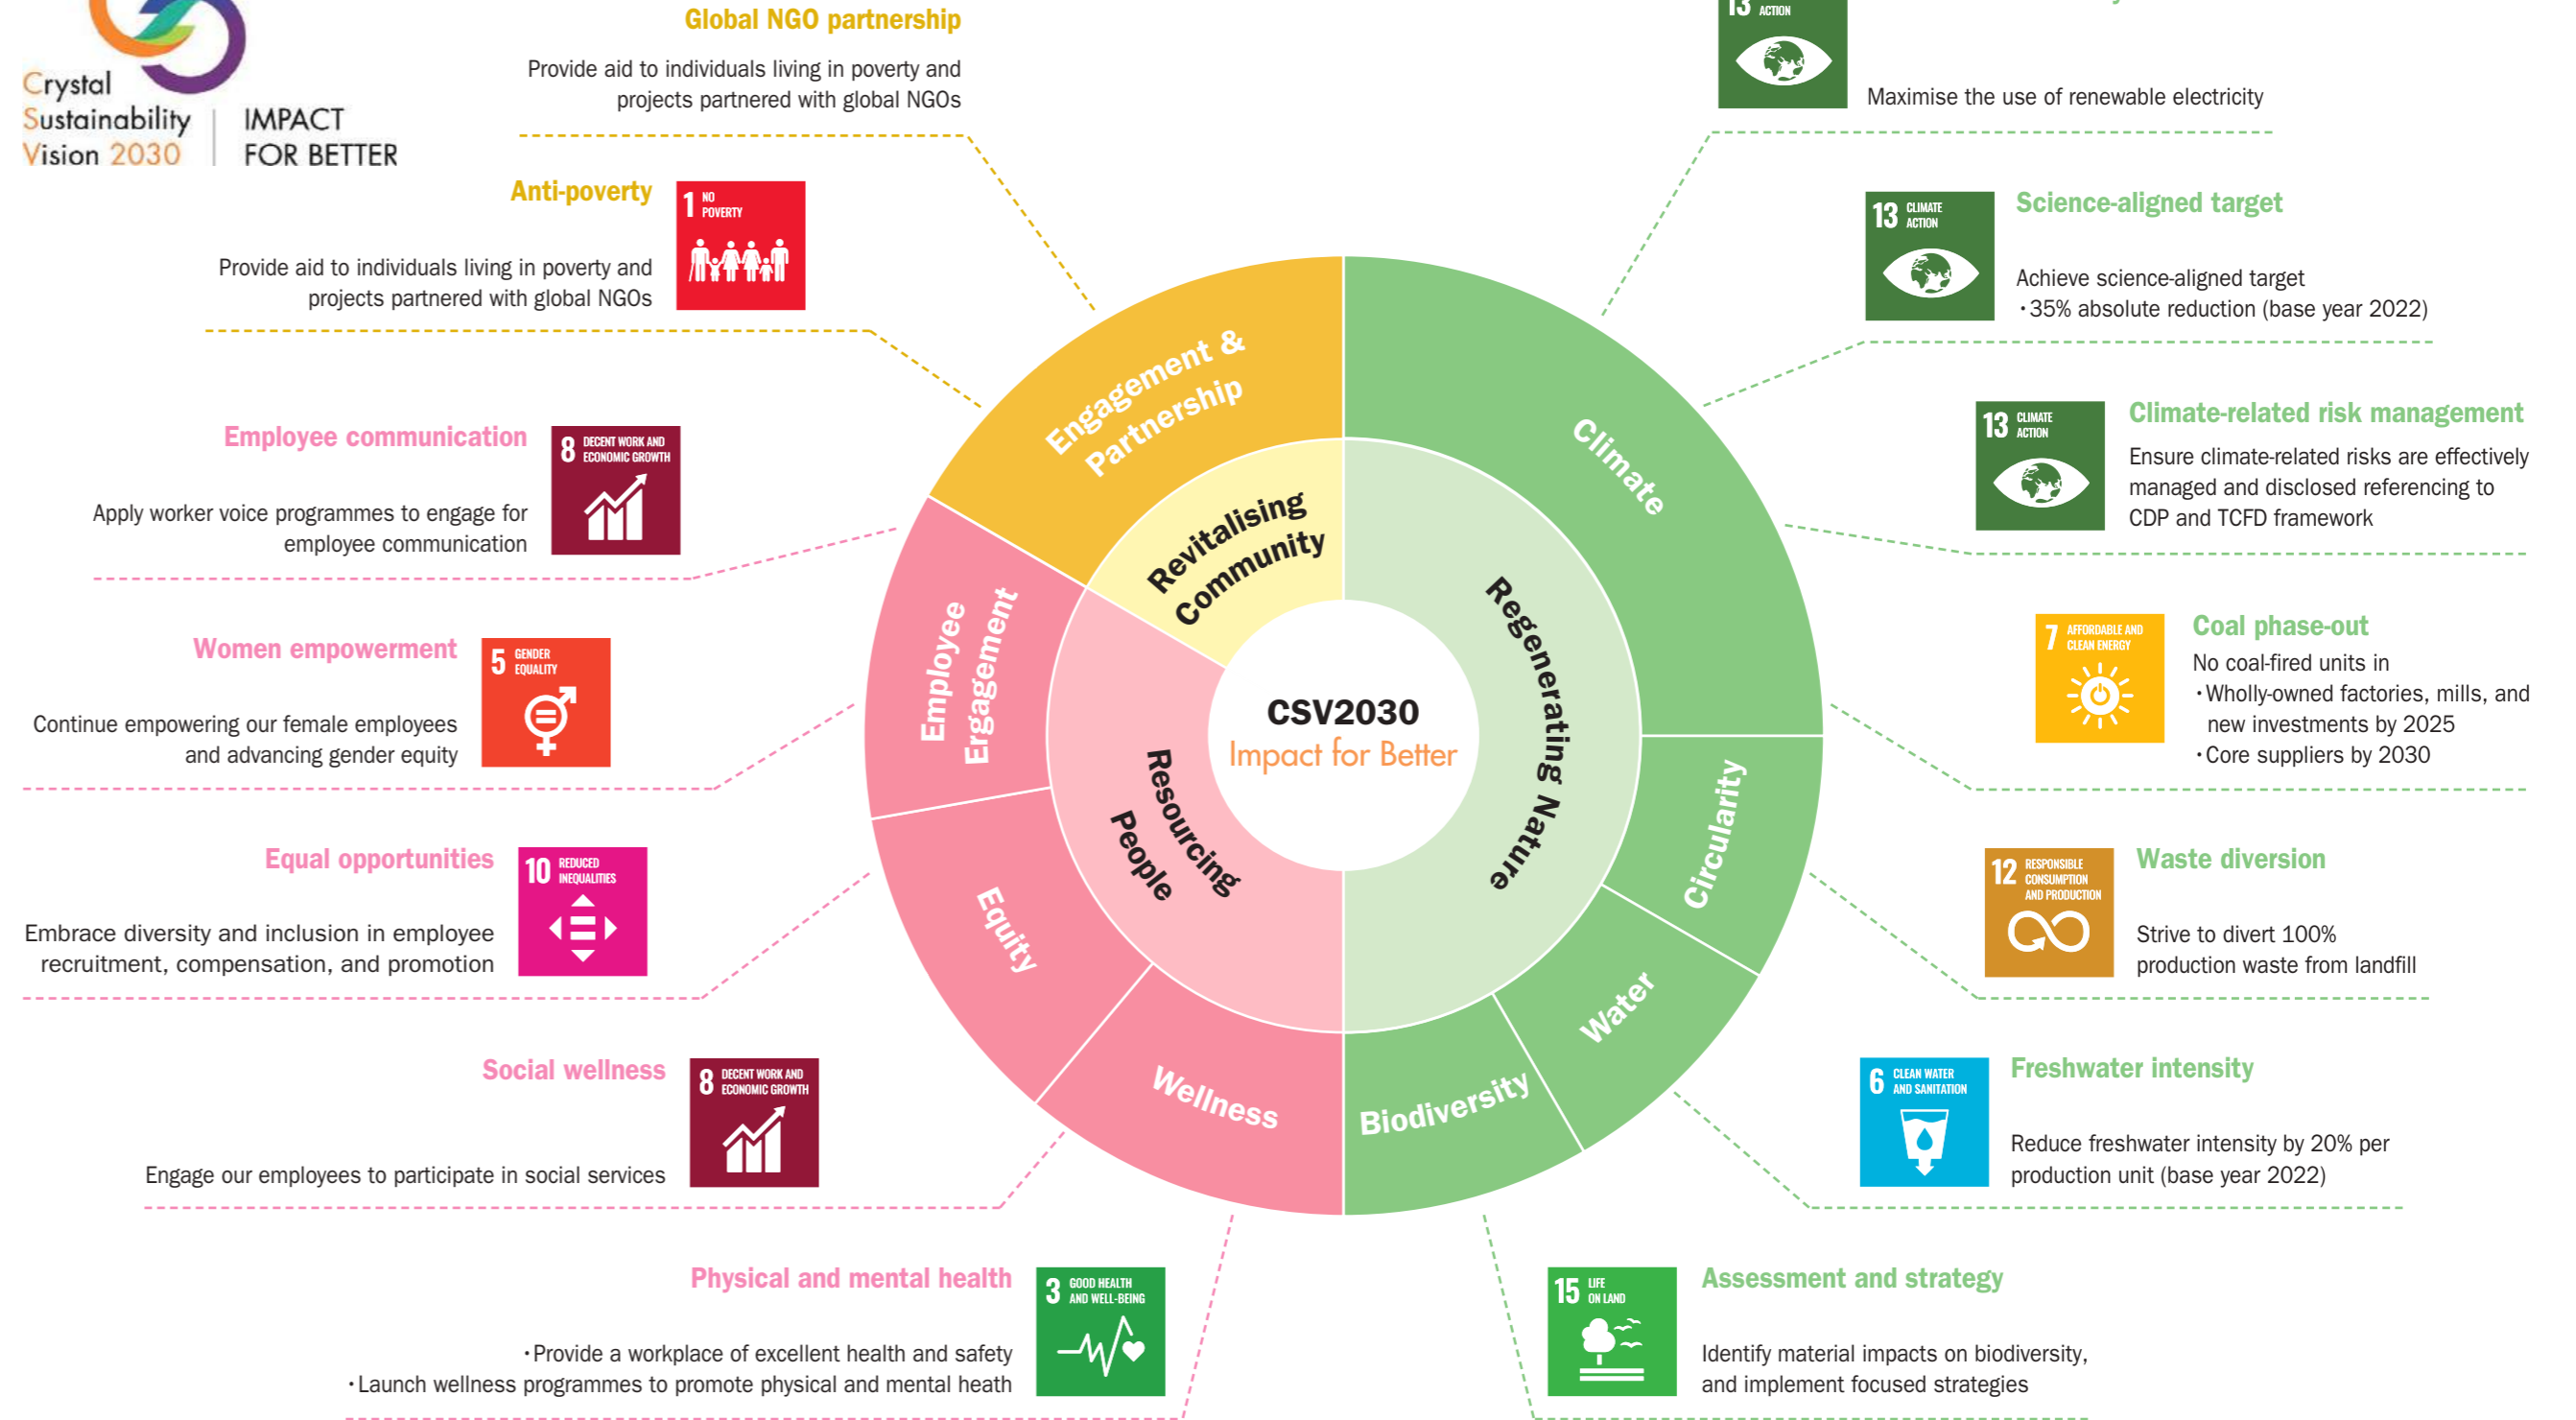 Crystal
Sustainability
Vision 2030
IMPACT
FOR BETTER
Global NGO partnership
Provide aid to individuals living in poverty and
projects partnered with global NGOs
Anti-poverty
1 NO
POVERTY
Provide aid to individuals living in poverty and
projects partnered with global NGOs
Employee communication
8 DECENT WORK AND
ECONOMIC GROWTH
Apply worker voice programmes to engage for
employee communication
Women empowerment
5 GENDER
EQUALITY
Continue empowering our female employees
and advancing gender equity
Equal opportunities
10 REDUCED
INEQUALITIES
Embrace diversity and inclusion in employee
recruitment, compensation, and promotion
Social wellness
8 DECENT WORK AND
ECONOMIC GROWTH
Engage our employees to participate in social services
Physical and mental health
3 GOOD HEALTH
AND WELL-BEING
·Provide a workplace of excellent health and safety
·Launch wellness programmes to promote physical and mental heath
Engagement &
Partnership
Revitalising
Community
Employee
Ergagement
Resourcing
People
Equity
Wellness
CSV2030
Impact for Better
Regenerating Nature
Climate
Circularity
Water
Biodiversity
13 ACTION
Maximise the use of renewable electricity
13 CLIMATE
ACTION
Science-aligned target
Achieve science-aligned target
·35% absolute reduction (base year 2022)
13 CLIMATE
ACTION
Climate-related risk management
Ensure climate-related risks are effectively
managed and disclosed referencing to
CDP and TCFD framework
7 AFFORDABLE AND
CLEAN ENERGY
Coal phase-out
No coal-fired units in
·Wholly-owned factories, mills, and
new investments by 2025
·Core suppliers by 2030
12 RESPONSIBLE
CONSUMPTION
AND PRODUCTION
Waste diversion
Strive to divert 100%
production waste from landfill
6 CLEAN WATER
AND SANITATION
Freshwater intensity
Reduce freshwater intensity by 20% per
production unit (base year 2022)
15 LIFE
ON LAND
Assessment and strategy
Identify material impacts on biodiversity,
and implement focused strategies